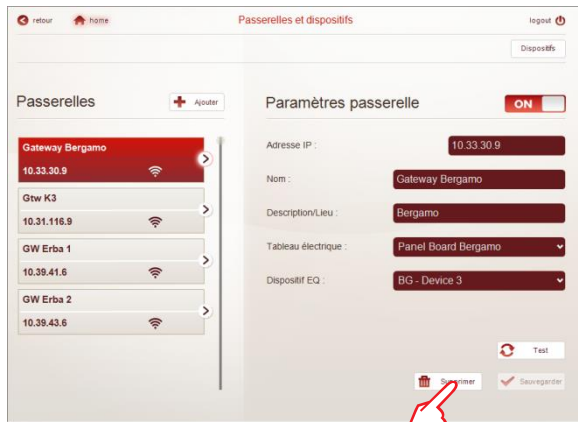 retour
home
Passerelles et dispositifs
logout
Dispositifs
Passerelles
Ajouter
Gateway Bergamo
10.33.30.9
Gtw K3
10.31.116.9
GW Erba 1
10.39.41.6
GW Erba 2
10.39.43.6
Paramètres passerelle
ON
Adresse IP :
10.33.30.9
Nom :
Gateway Bergamo
Description/Lieu :
Bergamo
Tableau électrique :
Panel Board Bergamo
Dispositif EQ :
BG - Device 3
Test
Supprimer
Sauvegarder